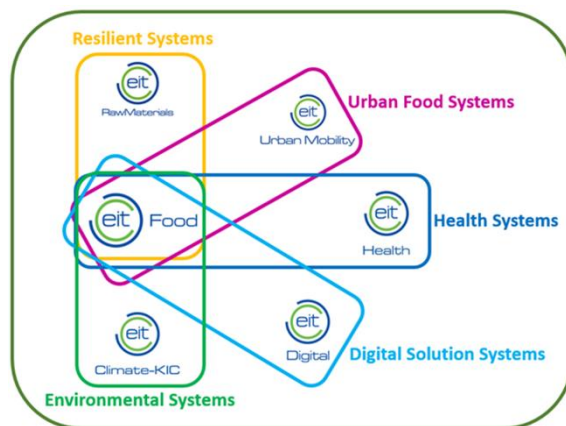 Resilient Systems
eit
RawMaterials
Urban Food Systems
eit
Urban Mobility
eit Food
Health Systems
eit
Health
eit
Climate-KIC
eit
Digital
Digital Solution Systems
Environmental Systems